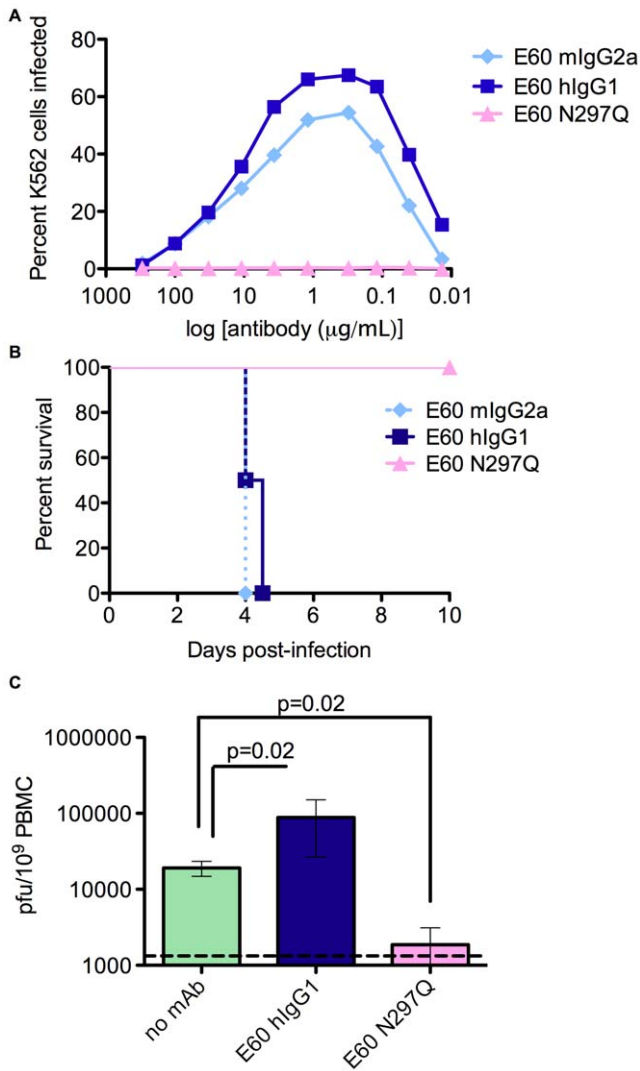 A
Percent K562 cells infected
80
60
40
20
0
1000 100 10 1 0.1 0.01
log [antibody (μg/mL)]
E60 mIgG2a
E60 hIgG1
E60 N297Q
B
Percent survival
100
80
60
40
20
0
0 2 4 6 8 10
Days post-infection
E60 mIgG2a
E60 hIgG1
E60 N297Q
C
p=0.02
p=0.02
pfu/10⁹ PBMC
1000000
100000
10000
1000
no mAb
E60 hIgG1
E60 N297Q